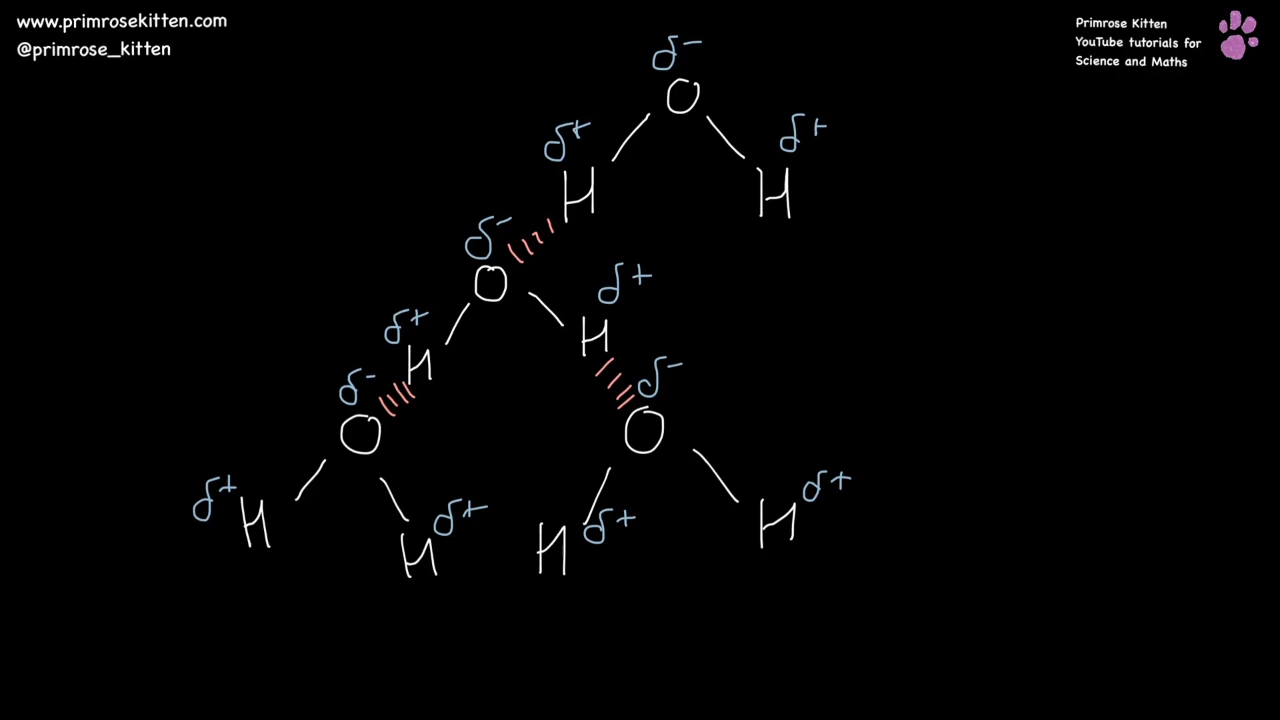 www.primrosekitten.com
@primrose_kitten
Primrose Kitten
YouTube tutorials for
Science and Maths
δ-
O
δ+
δ+
H
H
δ-
O
δ+
H
δ+
H
δ-
O
δ-
O
δ+
H
H
δ+
H
δ+
H
δ+